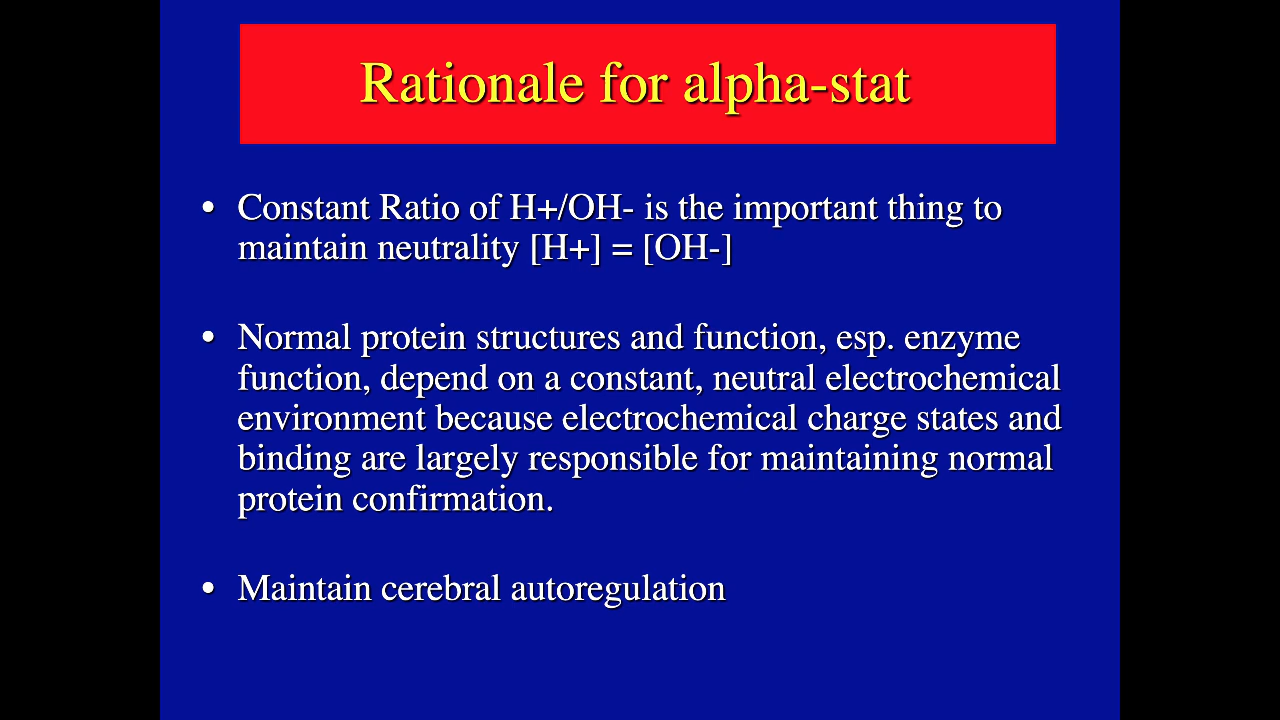 Rationale for alpha-stat
• Constant Ratio of H+/OH- is the important thing to
maintain neutrality [H+] = [OH-]
• Normal protein structures and function, esp. enzyme
function, depend on a constant, neutral electrochemical
environment because electrochemical charge states and
binding are largely responsible for maintaining normal
protein confirmation.
• Maintain cerebral autoregulation